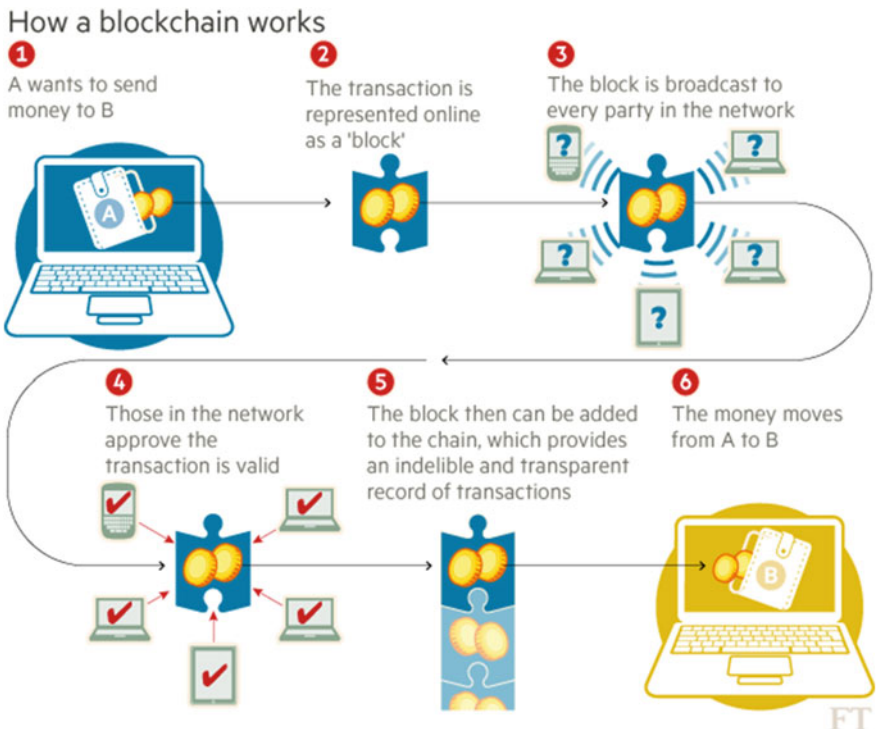 How a blockchain works
1
A wants to send
money to B
2
The transaction is
represented online
as a 'block'
3
The block is broadcast to
every party in the network
A
?
?
?
?
?
4
Those in the network
approve the
transaction is valid
5
The block then can be added
to the chain, which provides
an indelible and transparent
record of transactions
6
The money moves
from A to B
B
FT